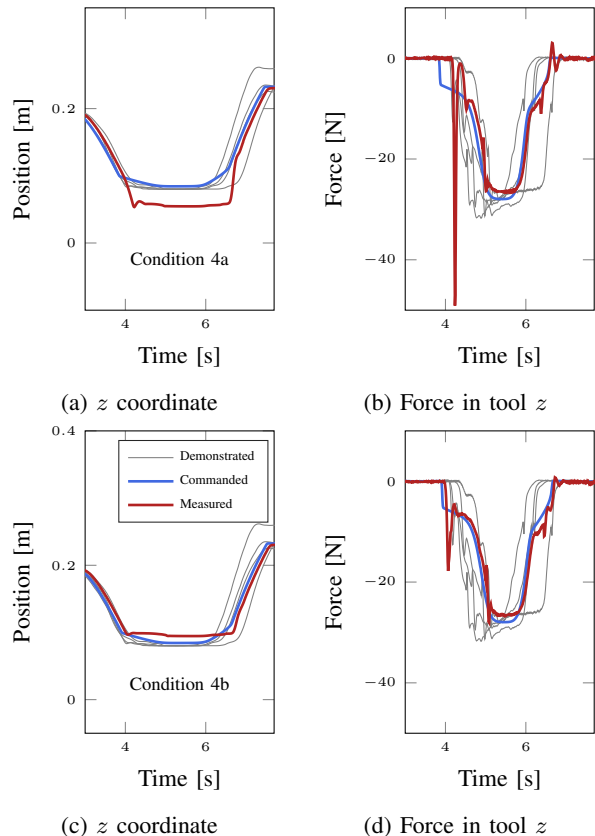 0.2
0
Position [m]
Condition 4a
4
6
Time [s]
(a) z coordinate
0
−20
−40
Force [N]
4
6
Time [s]
(b) Force in tool z
0.4
0.2
0
Position [m]
Demonstrated
Commanded
Measured
Condition 4b
4
6
Time [s]
(c) z coordinate
0
−20
−40
Force [N]
4
6
Time [s]
(d) Force in tool z